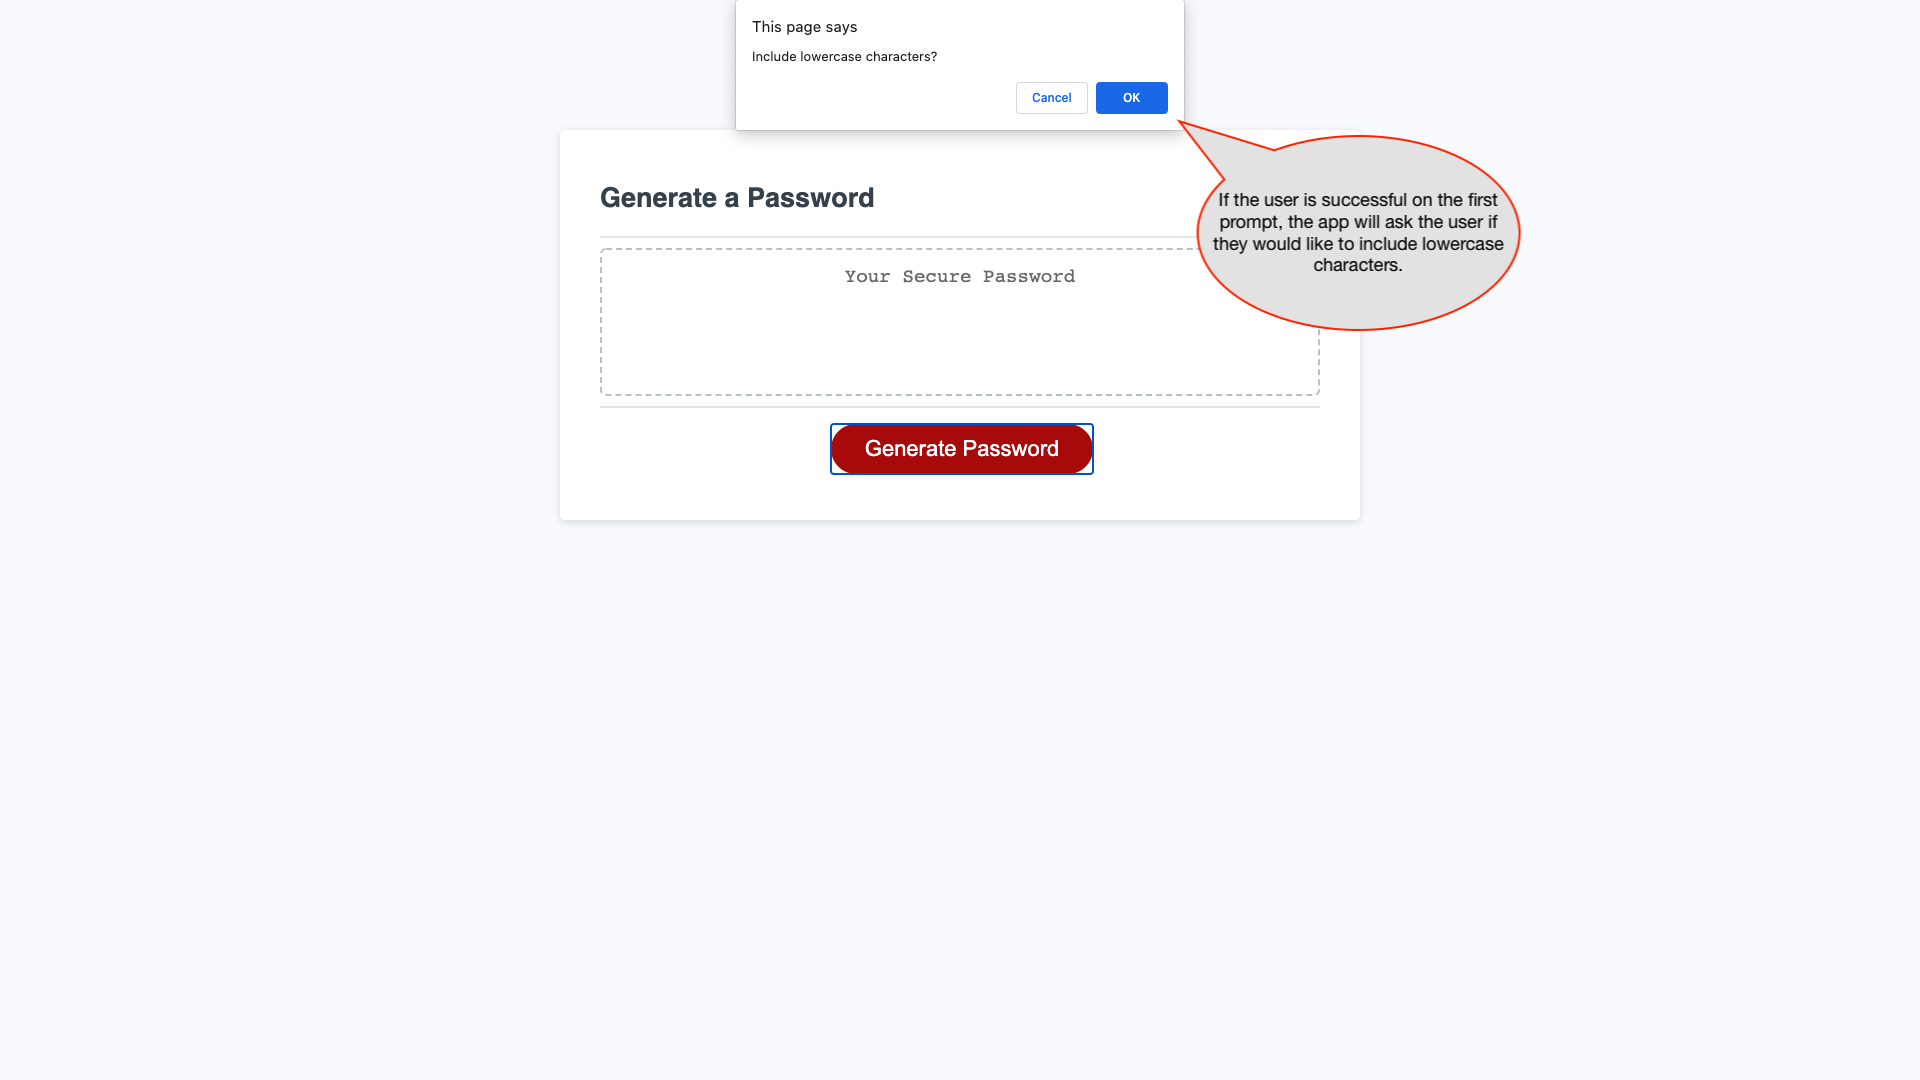 This page says
Include lowercase characters?
Cancel
OK
If the user is successful on the first
prompt, the app will ask the user if
they would like to include lowercase
characters.
Generate a Password
Your Secure Password
Generate Password